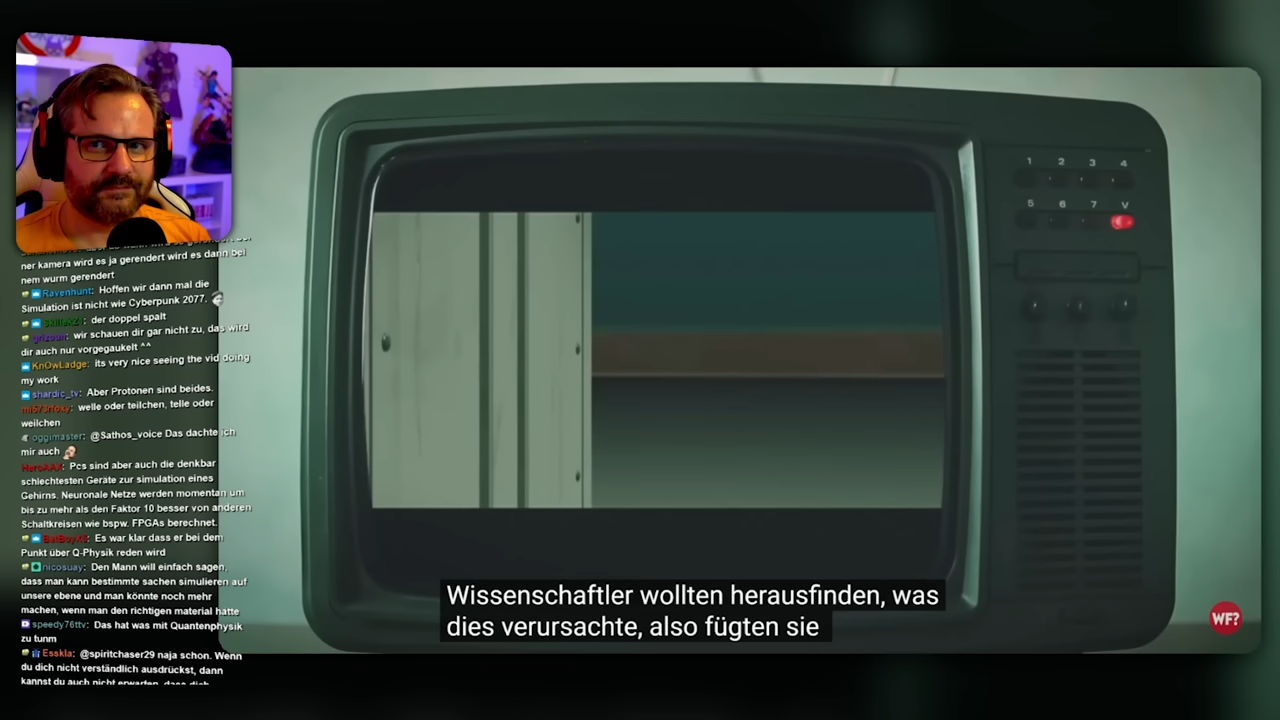 1 2 3 4
5 6 7 V
ner kamera wird es ja gerendert wird es dann bei
nem wurm gerendert
Ravenhunt: Hoffen wir dann mal die
Simulation ist nicht wie Cyberpunk 2077.
der doppel spalt
wir schauen dir gar nicht zu, das wird
dir auch nur vorgegaukelt ^^
KnOwLadge: its very nice seeing the vid doing
my work
shardic_tv: Aber Protonen sind beides.
welle oder teilchen, telle oder
weilchen
oggimaster: @Sathos_voice Das dachte ich
mir auch
HeroAAX: Pcs sind aber auch die denkbar
schlechtesten Geräte zur simulation eines
Gehirns. Neuronale Netze werden momentan um
bis zu mehr als den Faktor 10 besser von anderen
Schaltkreisen wie bspw. FPGAs berechnet.
Es war klar dass er bei dem
Punkt über Q-Physik reden wird
nicosuay: Den Mann will einfach sagen,
dass man kann bestimmte sachen simulieren auf
unsere ebene und man könnte noch mehr
machen, wenn man den richtigen material hatte
speedy76ttv: Das hat was mit Quantenphysik
zu tunm
Esskla: @spiritchaser29 naja schon. Wenn
du dich nicht verständlich ausdrückst, dann
kannst du auch nicht erwarten, dass dich
Wissenschaftler wollten herausfinden, was
dies verursachte, also fügten sie
WF?